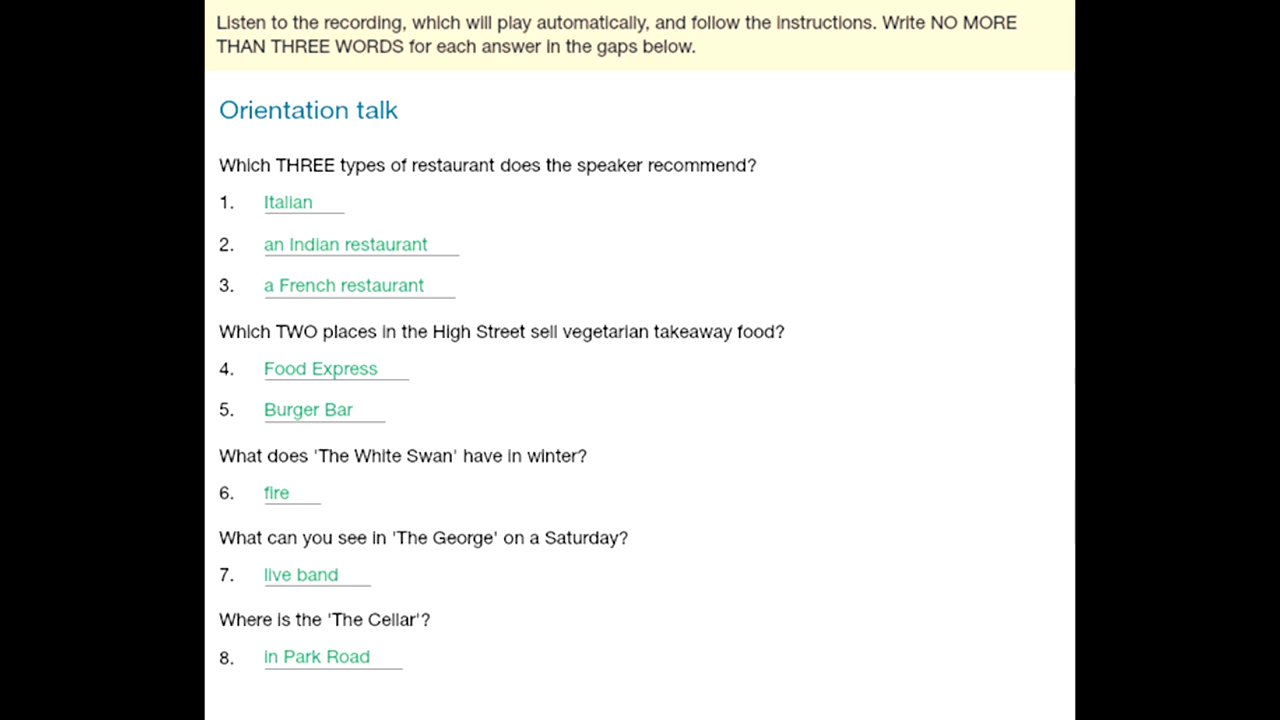 Listen to the recording, which will play automatically, and follow the instructions. Write NO MORE
THAN THREE WORDS for each answer in the gaps below.
Orientation talk
Which THREE types of restaurant does the speaker recommend?
1. Italian
2. an Indian restaurant
3. a French restaurant
Which TWO places in the High Street sell vegetarian takeaway food?
4. Food Express
5. Burger Bar
What does 'The White Swan' have in winter?
6. fire
What can you see in 'The George' on a Saturday?
7. live band
Where is the 'The Cellar'?
8. in Park Road